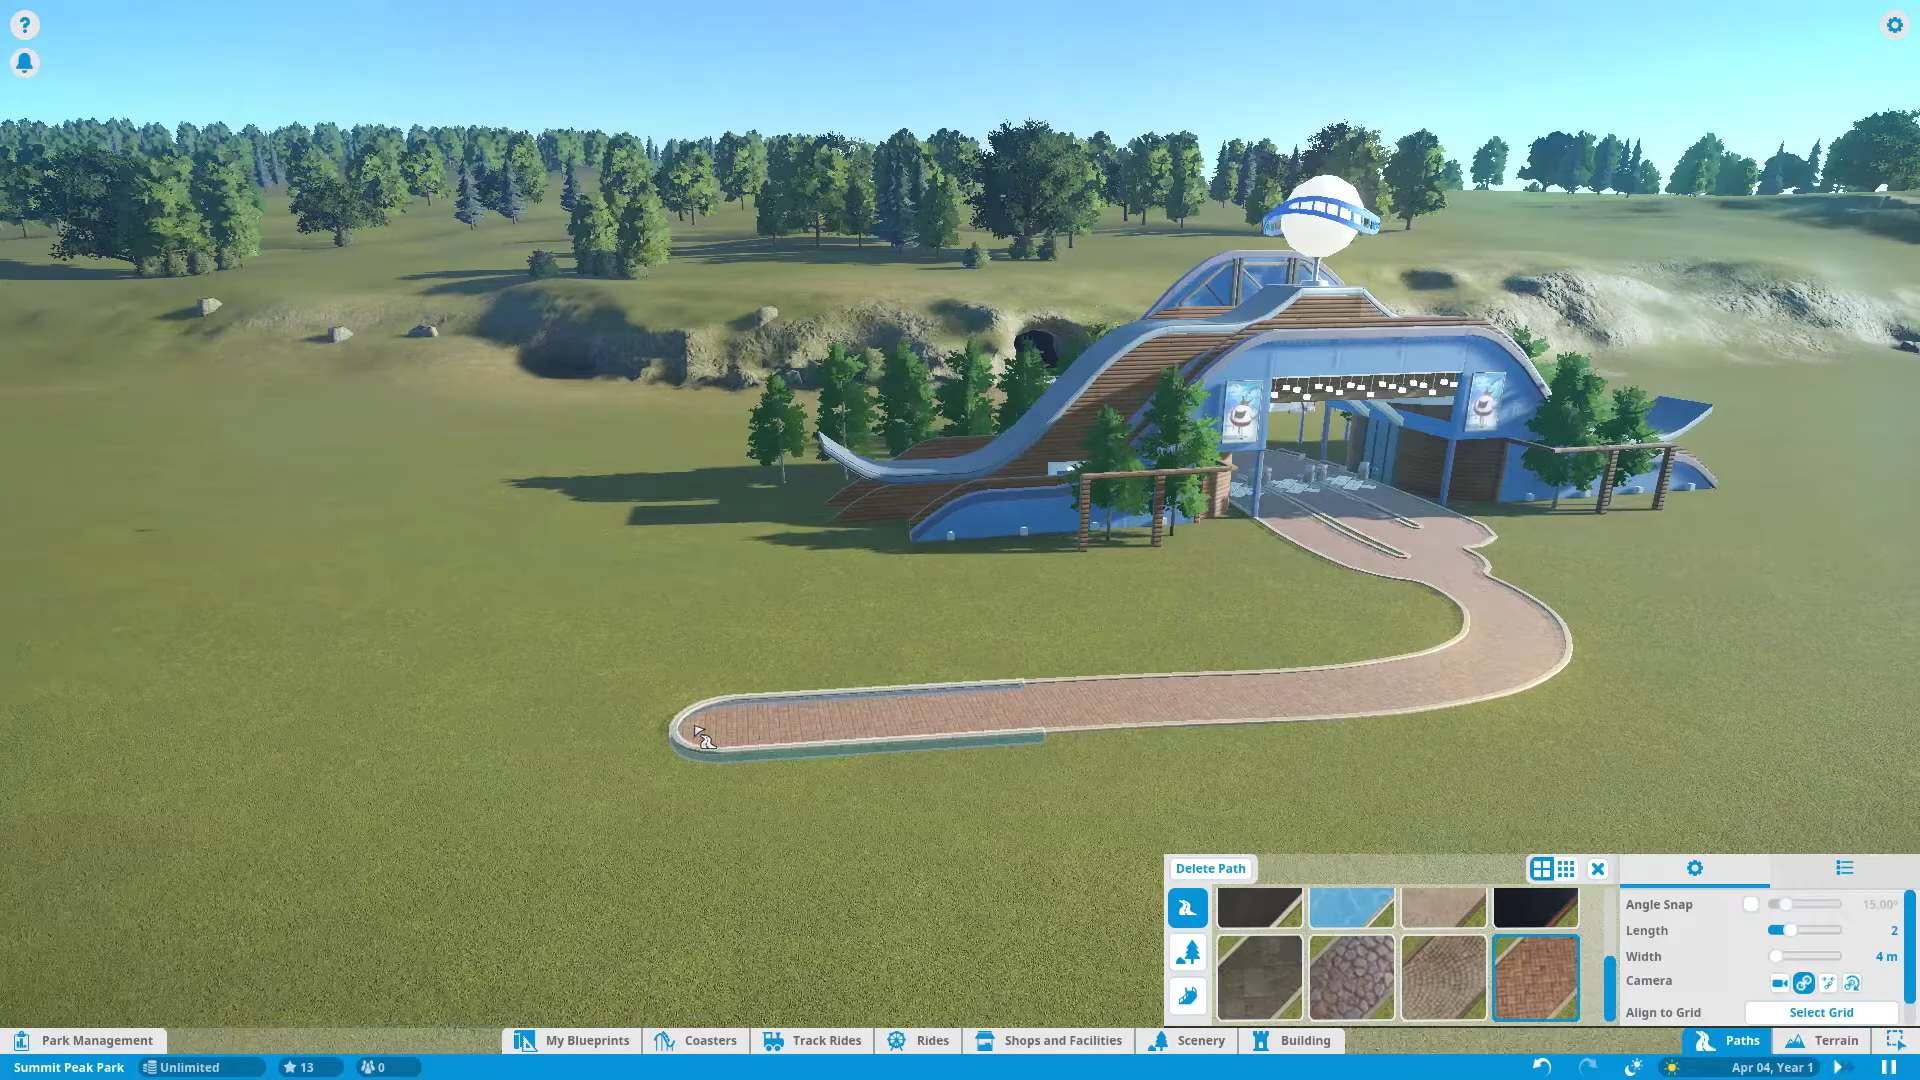 ?
Delete Path
Angle Snap 15.00°
Length 2
Width 4 m
Camera
Align to Grid Select Grid
Park Management My Blueprints Coasters Track Rides Rides Shops and Facilities Scenery Building Paths Terrain
Summit Peak Park Unlimited 13 0 Apr 04, Year 1